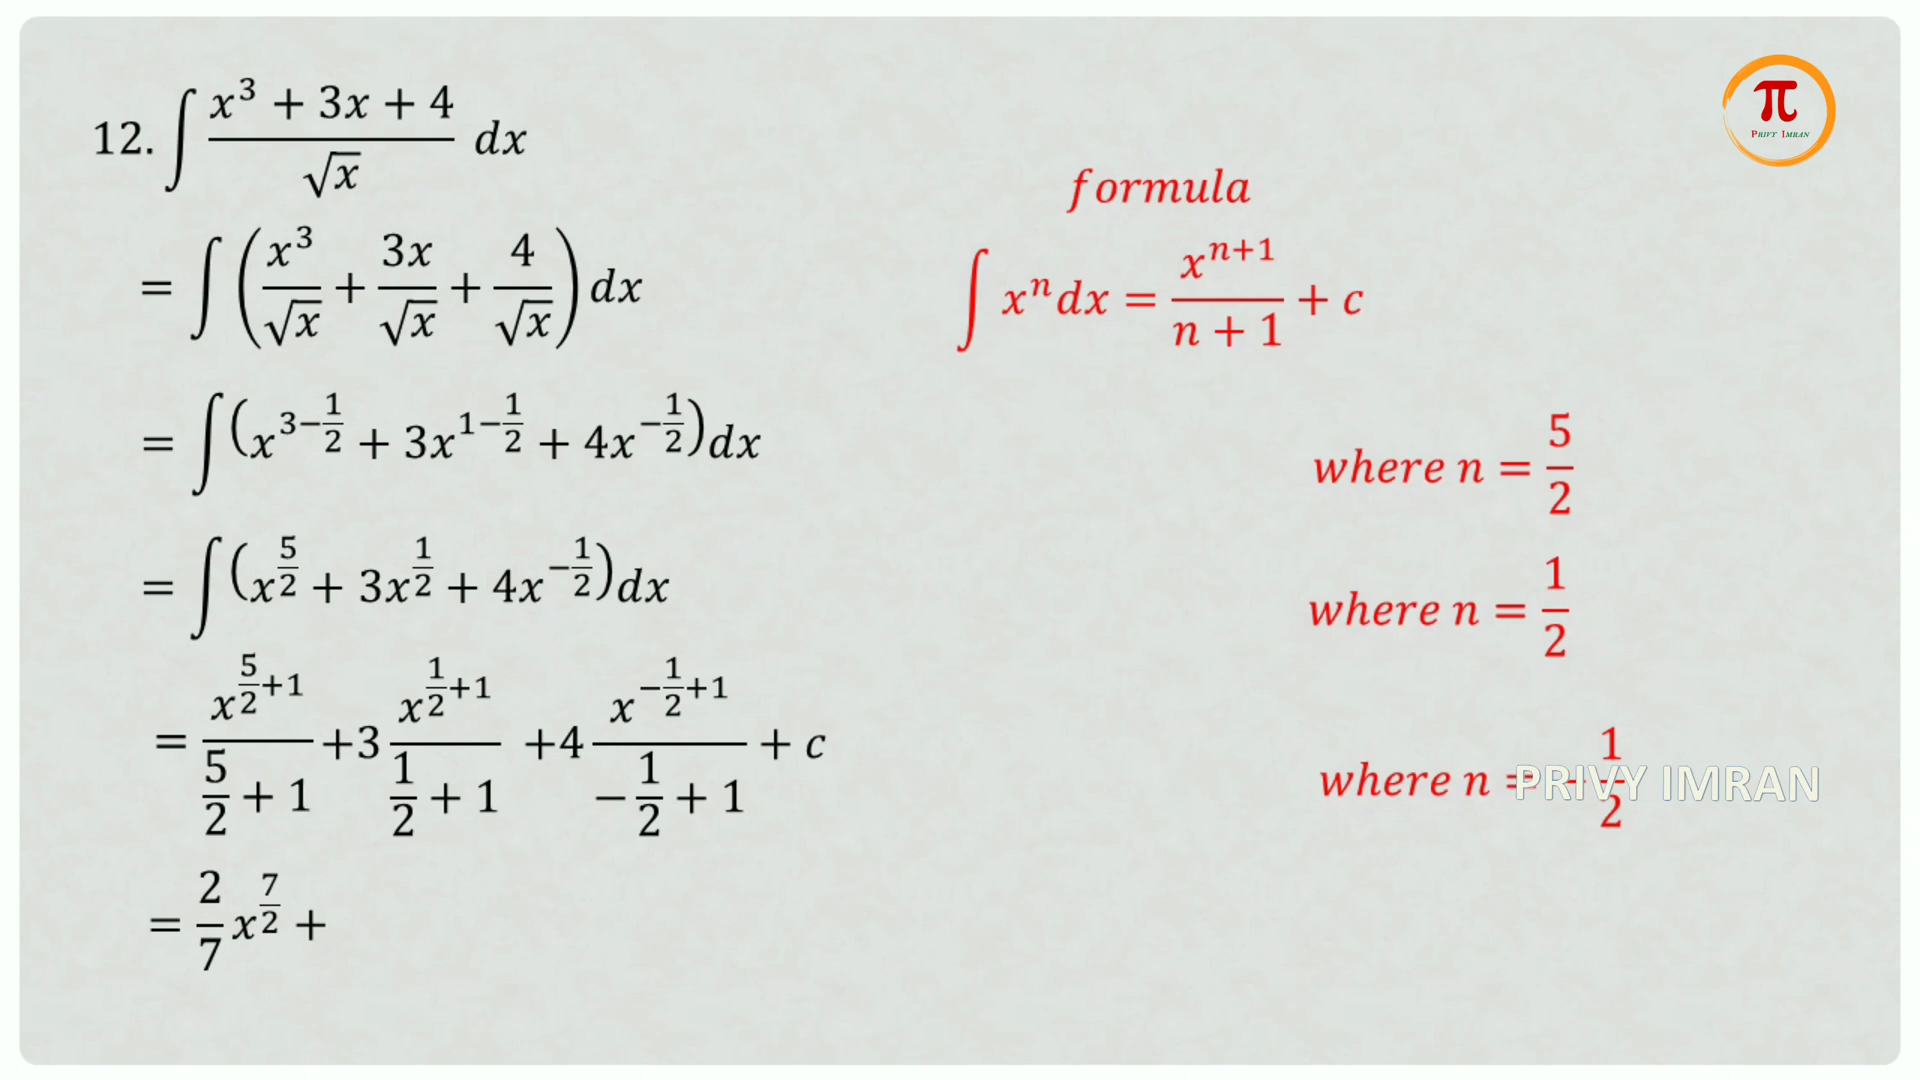 12. ∫ (x³ + 3x + 4)/√x dx
= ∫ (x³/√x + 3x/√x + 4/√x) dx
= ∫ (x^(3−1/2) + 3x^(1−1/2) + 4x^(−1/2)) dx
= ∫ (x^(5/2) + 3x^(1/2) + 4x^(−1/2)) dx
= x^(5/2+1)/(5/2 + 1) +3 x^(1/2+1)/(1/2 + 1) +4 x^(−1/2+1)/(−1/2 + 1) + c
= 2/7 x^(7/2) +
formula
∫ xⁿ dx = x^(n+1)/(n + 1) + c
where n = 5/2
where n = 1/2
where n = −1/2
PRIVY IMRAN
π
PRIVY IMRAN